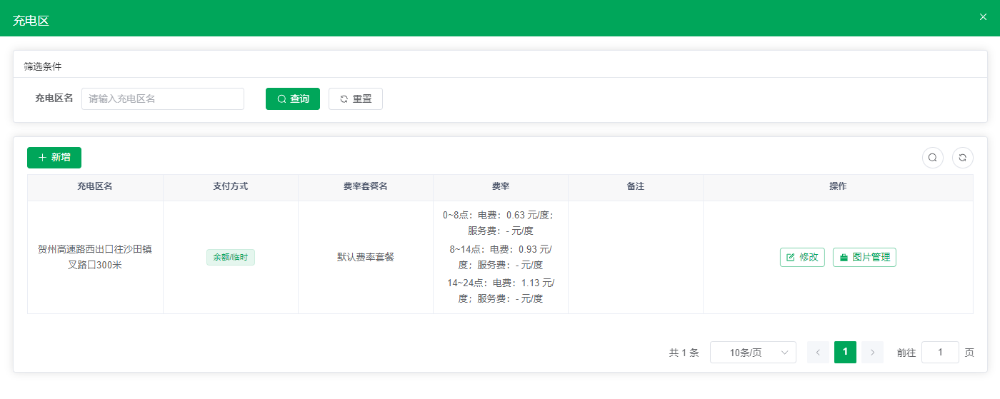 充电区
筛选条件
充电区名 请输入充电区名 查询 重置
新增
充电区名 支付方式 费率套餐名 费率 备注 操作
贺州高速路西出口往沙田镇
叉路口300米
余额/临时
默认费率套餐
0~8点：电费：0.63 元/度；
服务费：- 元/度
8~14点：电费：0.93 元/
度；服务费：- 元/度
14~24点：电费：1.13 元/
度；服务费：- 元/度
修改 图片管理
共 1 条 10条/页 1 前往 1 页